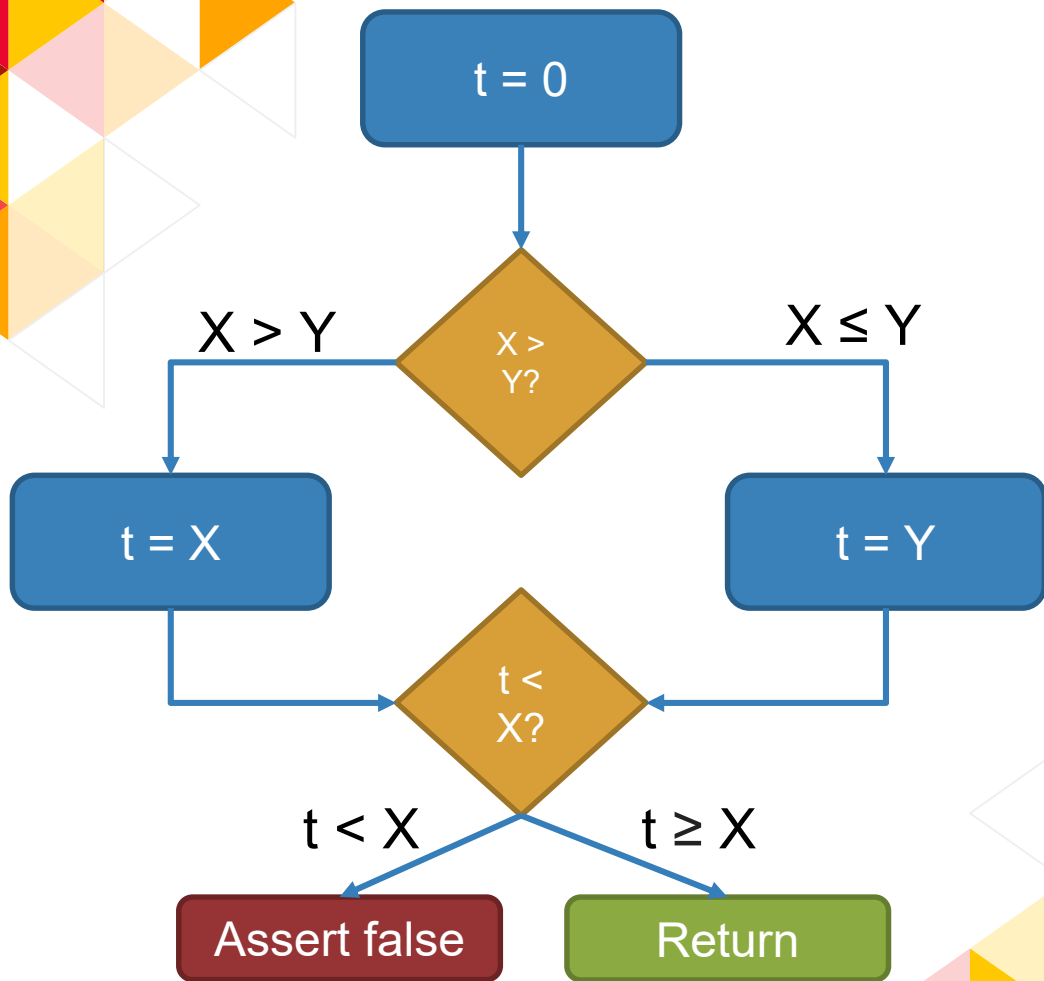 t = 0
X > Y
X ≤ Y
X >
Y?
t = X
t = Y
t <
X?
t < X
t ≥ X
Assert false
Return